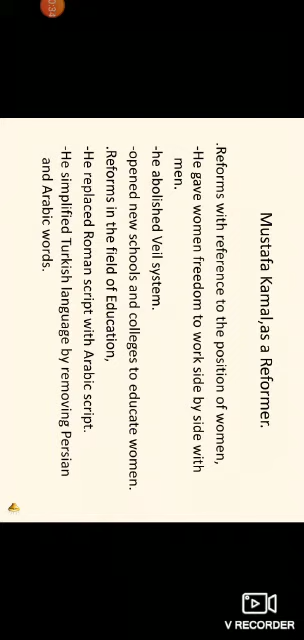 0:34
Mustafa Kamal,as a Reformer.
.Reforms with reference to the position of women,
-He gave women freedom to work side by side with
men.
-he abolished Veil system.
-opened new schools and colleges to educate women.
.Reforms in the field of Education,
-He replaced Roman script with Arabic script.
-He simplified Turkish language by removing Persian
and Arabic words.
V RECORDER